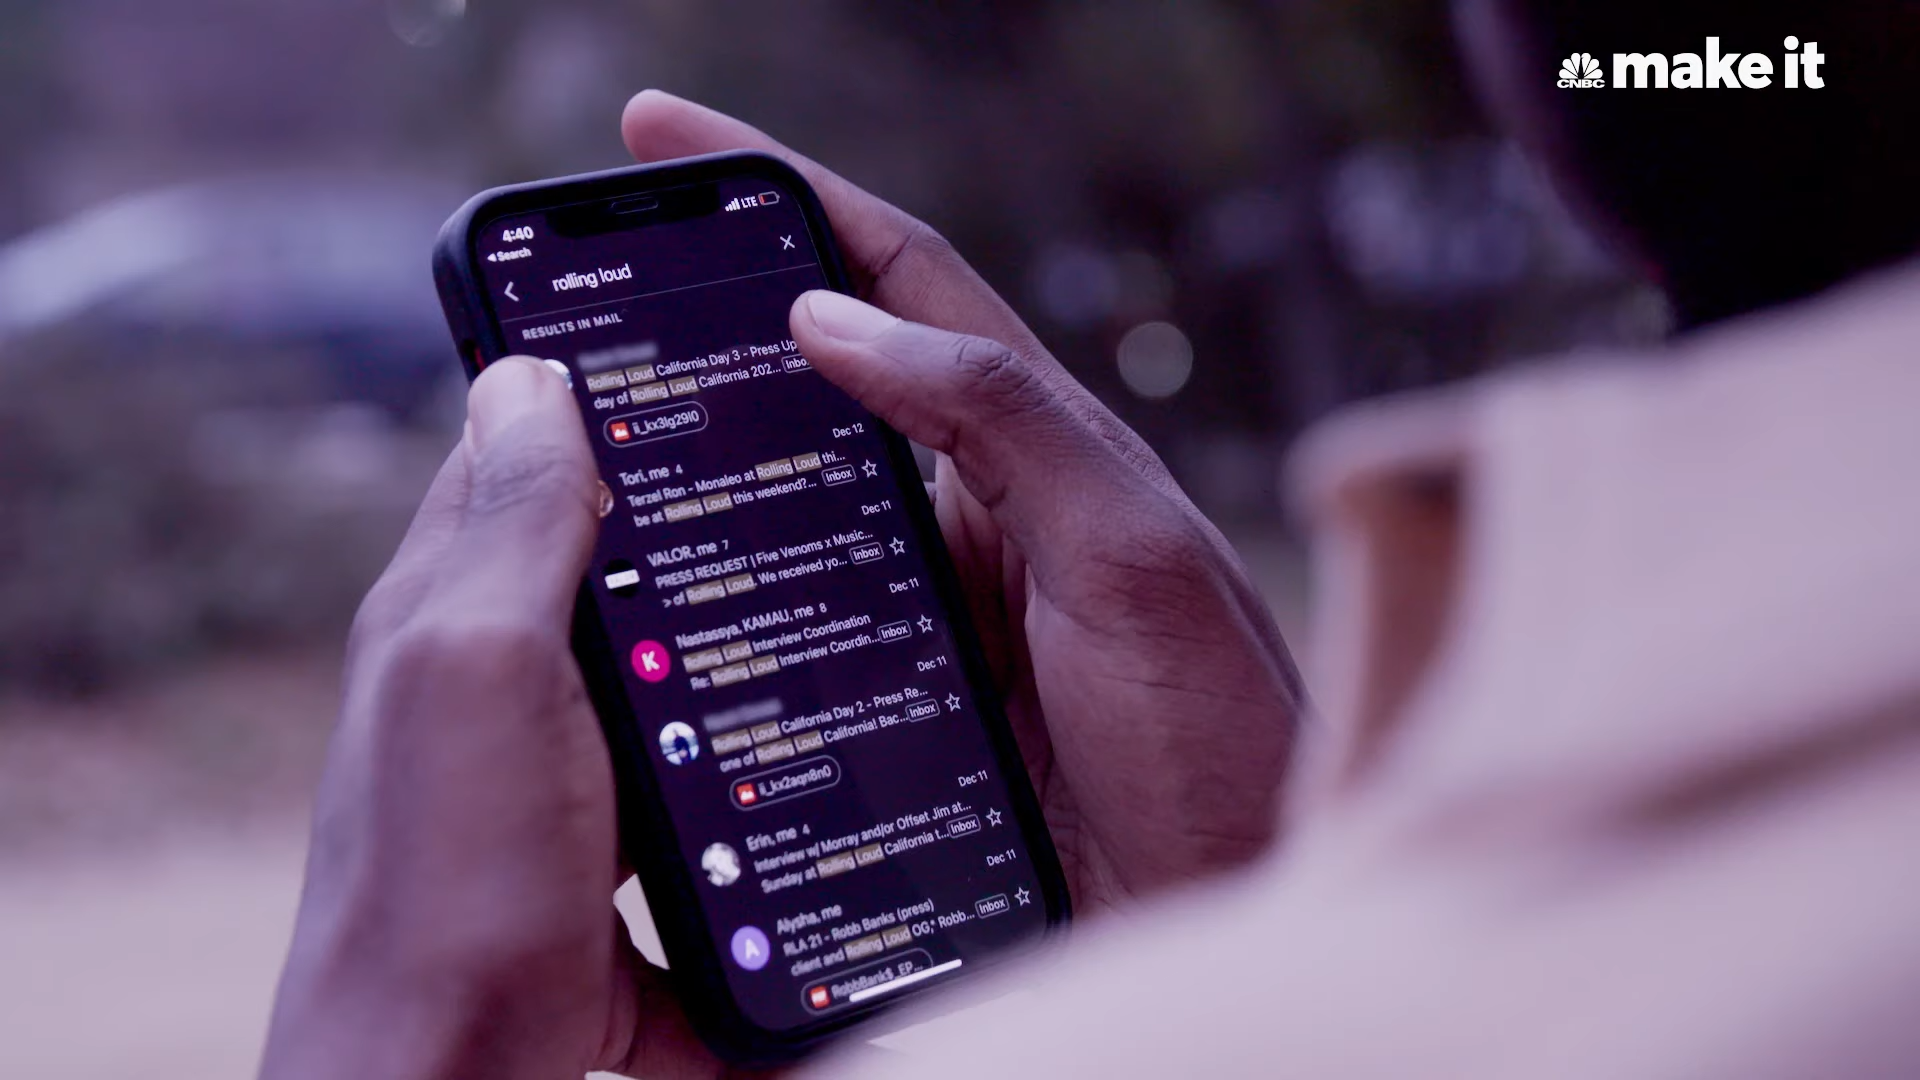 CNBC make it
4:40
LTE
Search
rolling loud
RESULTS IN MAIL
Rolling Loud California Day 3 - Press Up
day of Rolling Loud California 202...
ii_kx3lg29l0
Dec 12
Tori, me 4
Terzel Ron - Monaleo at Rolling Loud thi...
be at Rolling Loud this weekend?... Inbox
Dec 11
VALOR, me 7
PRESS REQUEST | Five Venoms x Music...
> of Rolling Loud. We received yo... Inbox
Dec 11
Nastassya, KAMAU, me 8
K
Rolling Loud Interview Coordination
Re: Rolling Loud Interview Coordin... Inbox
Dec 11
Rolling Loud California Day 2 - Press Re...
one of Rolling Loud California! Bac... Inbox
ii_kx2aqn8n0
Dec 11
Erin, me 4
Interview w/ Morray and/or Offset Jim at...
Sunday at Rolling Loud California t... Inbox
Dec 11
Alysha, me
A
RLA 21 - Robb Banks (press)
client and Rolling Loud OG,* Robb... Inbox
RobbBank$_EP...